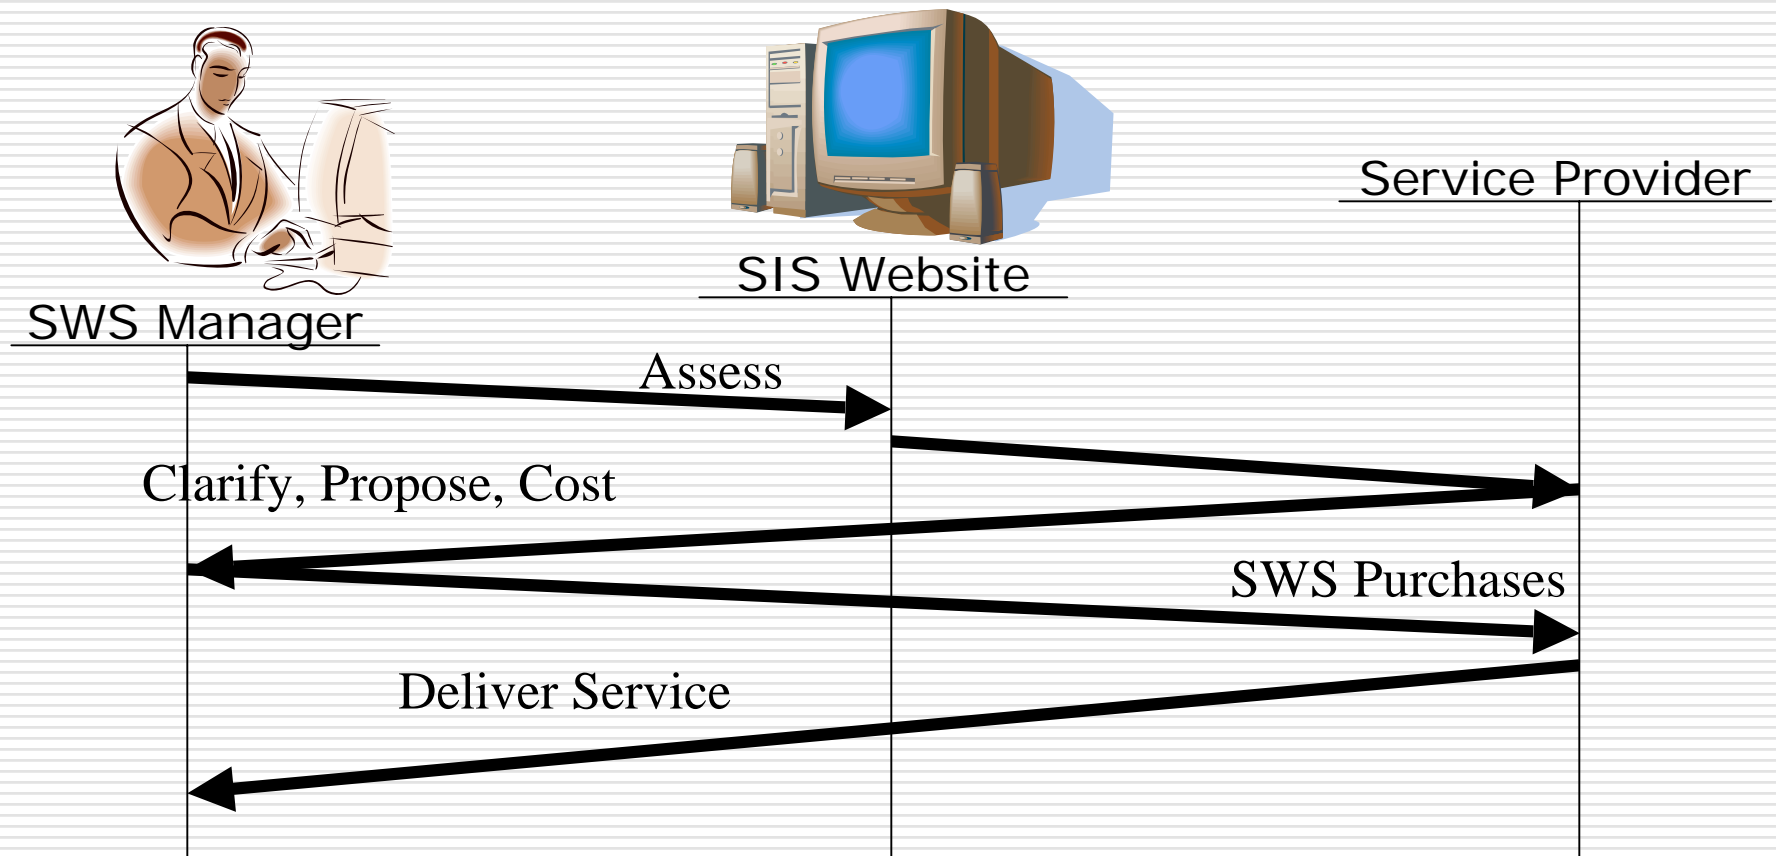 Service Provider
SIS Website
SWS Manager
Assess
Clarify, Propose, Cost
SWS Purchases
Deliver Service